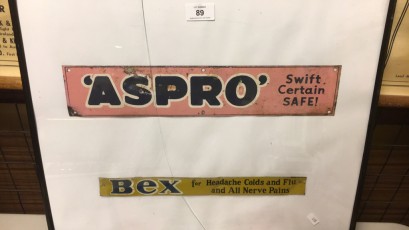 89
'ASPRO'
Swift
Certain
SAFE!
Bex
for Headache Colds and Flu-
and All Nerve Pains